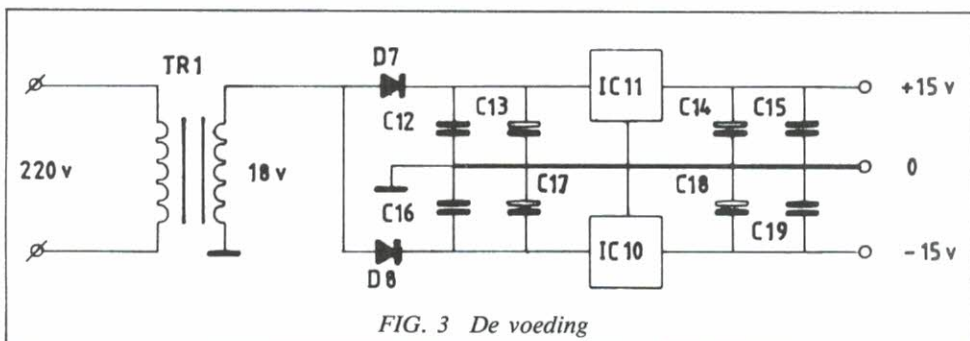 TR1
D7
IC11
+15 v
C12
C13
C14
C15
220 v
18 v
0
C16
C17
C18
C19
IC10
-15 v
D8
FIG. 3 De voeding